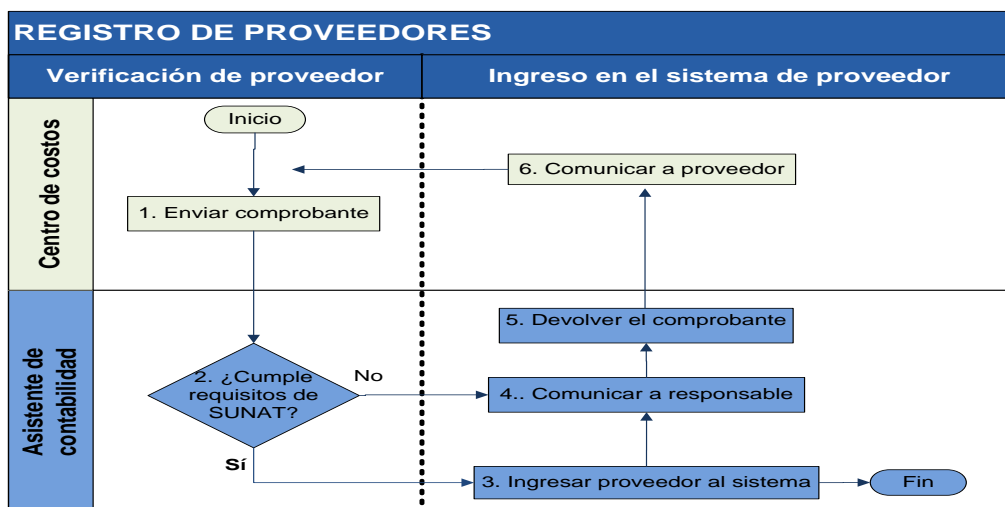 REGISTRO DE PROVEEDORES
Verificación de proveedor
Ingreso en el sistema de proveedor
Centro de costos
Inicio
6. Comunicar a proveedor
1. Enviar comprobante
Asistente de
contabilidad
5. Devolver el comprobante
2. ¿Cumple
requisitos de
SUNAT?
No
4.. Comunicar a responsable
Sí
3. Ingresar proveedor al sistema
Fin